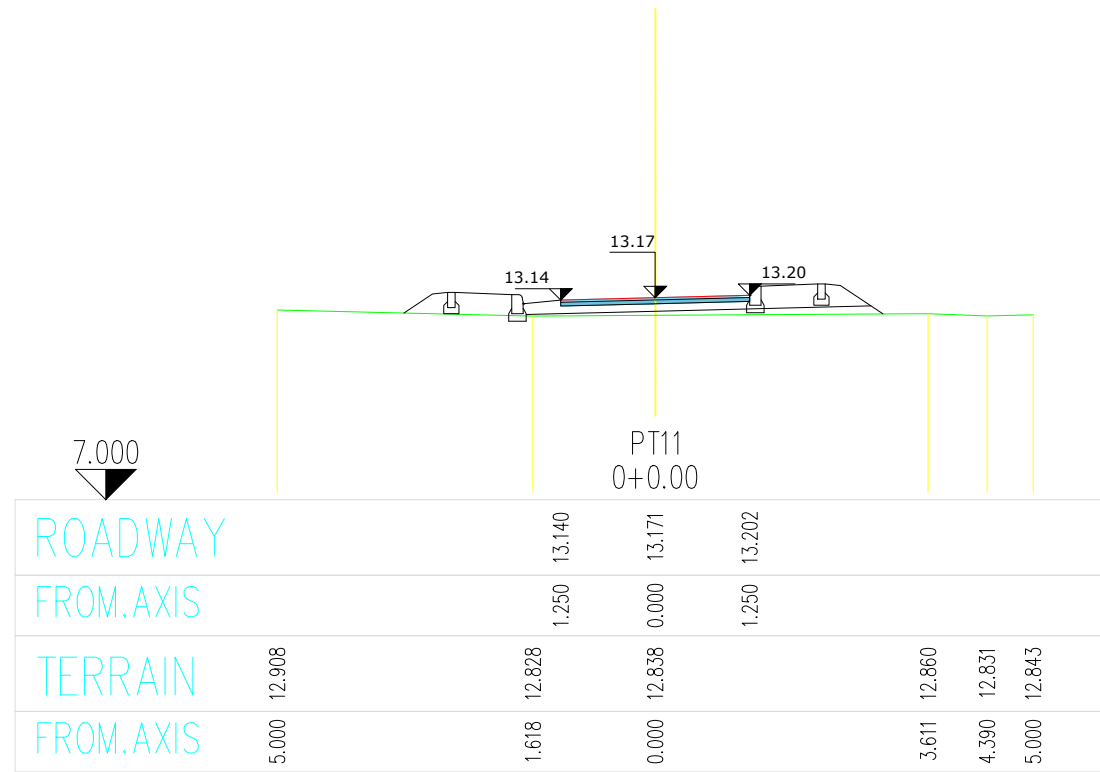 13.17
13.14
13.20
PT11
0+0.00
7.000
ROADWAY 13.140 13.171 13.202
FROM.AXIS 1.250 0.000 1.250
TERRAIN 12.908 12.828 12.838 12.860 12.831 12.843
FROM.AXIS 5.000 1.618 0.000 3.611 4.390 5.000